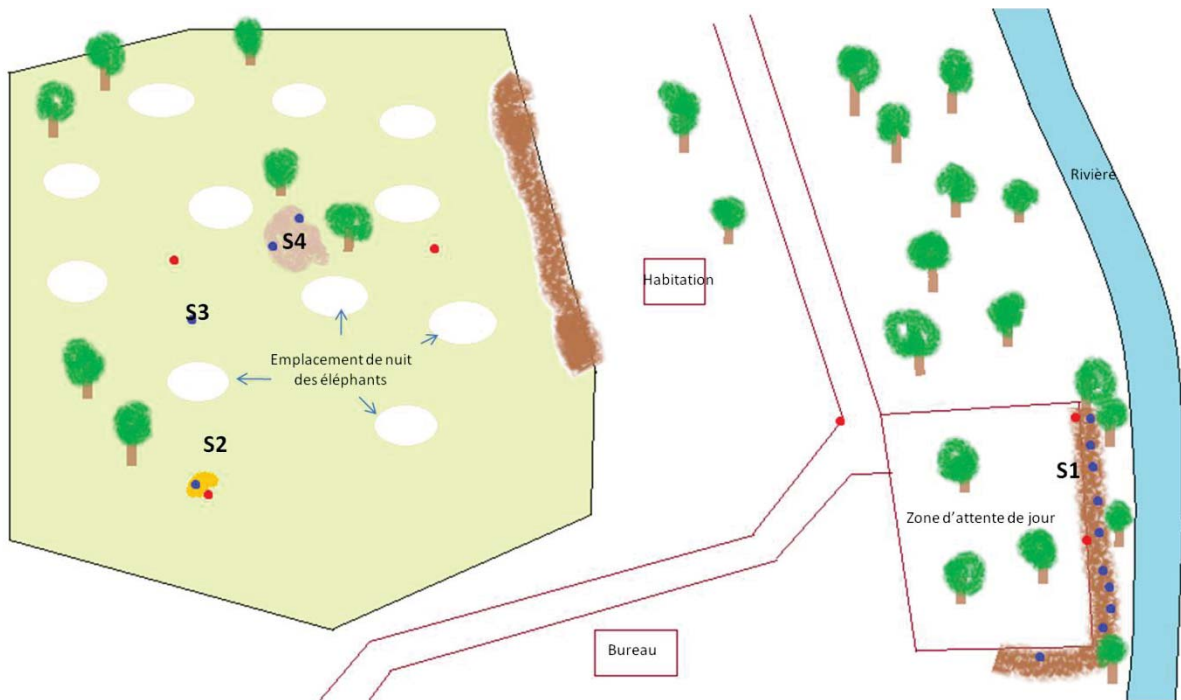 Rivière
S4
Habitation
S3
Emplacement de nuit
des éléphants
S2
S1
Zone d'attente de jour
Bureau